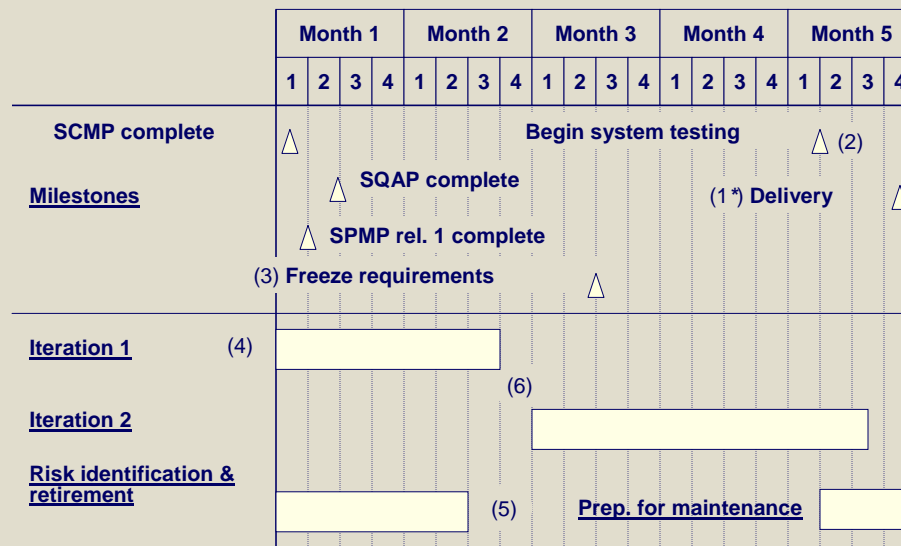 Month 1 Month 2 Month 3 Month 4 Month 5
1 2 3 4 1 2 3 4 1 2 3 4 1 2 3 4 1 2 3 4
SCMP complete Begin system testing (2)
SQAP complete
Milestones (1*) Delivery
SPMP rel. 1 complete
(3) Freeze requirements
Iteration 1 (4)
(6)
Iteration 2
Risk identification &
retirement
(5) Prep. for maintenance